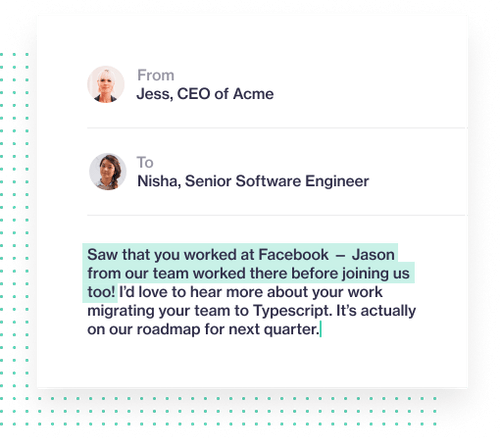 From
Jess, CEO of Acme
To
Nisha, Senior Software Engineer
Saw that you worked at Facebook – Jason
from our team worked there before joining us
too! I’d love to hear more about your work
migrating your team to Typescript. It’s actually
on our roadmap for next quarter.